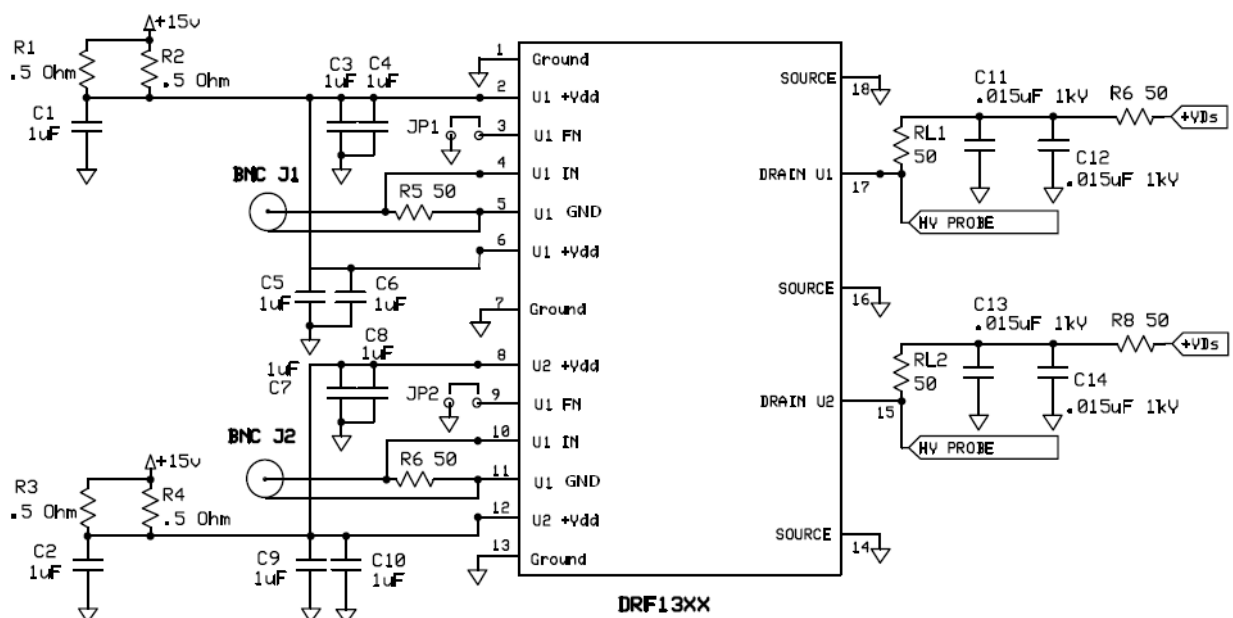 +15v
R1
.5 Ohm
R2
.5 Ohm
C1
1uF
C3
1uF
C4
1uF
JP1
BNC J1
R5 50
C5
1uF
C6
1uF
1uF
C7
C8
1uF
JP2
BNC J2
R6 50
+15v
R3
.5 Ohm
R4
.5 Ohm
C2
1uF
C9
1uF
C10
1uF
1
Ground
2
U1 +Vdd
3
U1 FN
4
U1 IN
5
U1 GND
6
U1 +Vdd
7
Ground
8
U2 +Vdd
9
U1 FN
10
U1 IN
11
U1 GND
12
U2 +Vdd
13
Ground
SOURCE
18
DRAIN U1
17
SOURCE
16
DRAIN U2
15
SOURCE
14
C11
.015uF 1kV
R6 50
+VDs
RL1
50
C12
.015uF 1kV
HV PROBE
C13
.015uF 1kV
R8 50
+VDs
RL2
50
C14
.015uF 1kV
HV PROBE
DRF13XX